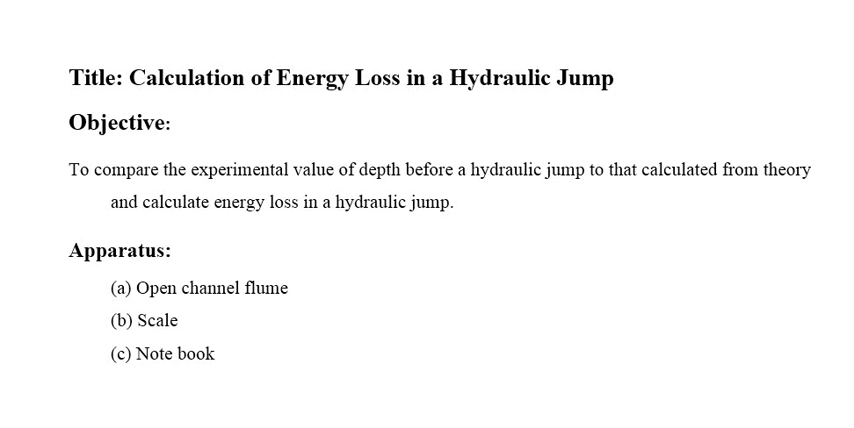 Title: Calculation of Energy Loss in a Hydraulic Jump
Objective:
To compare the experimental value of depth before a hydraulic jump to that calculated from theory
and calculate energy loss in a hydraulic jump.
Apparatus:
(a) Open channel flume
(b) Scale
(c) Note book